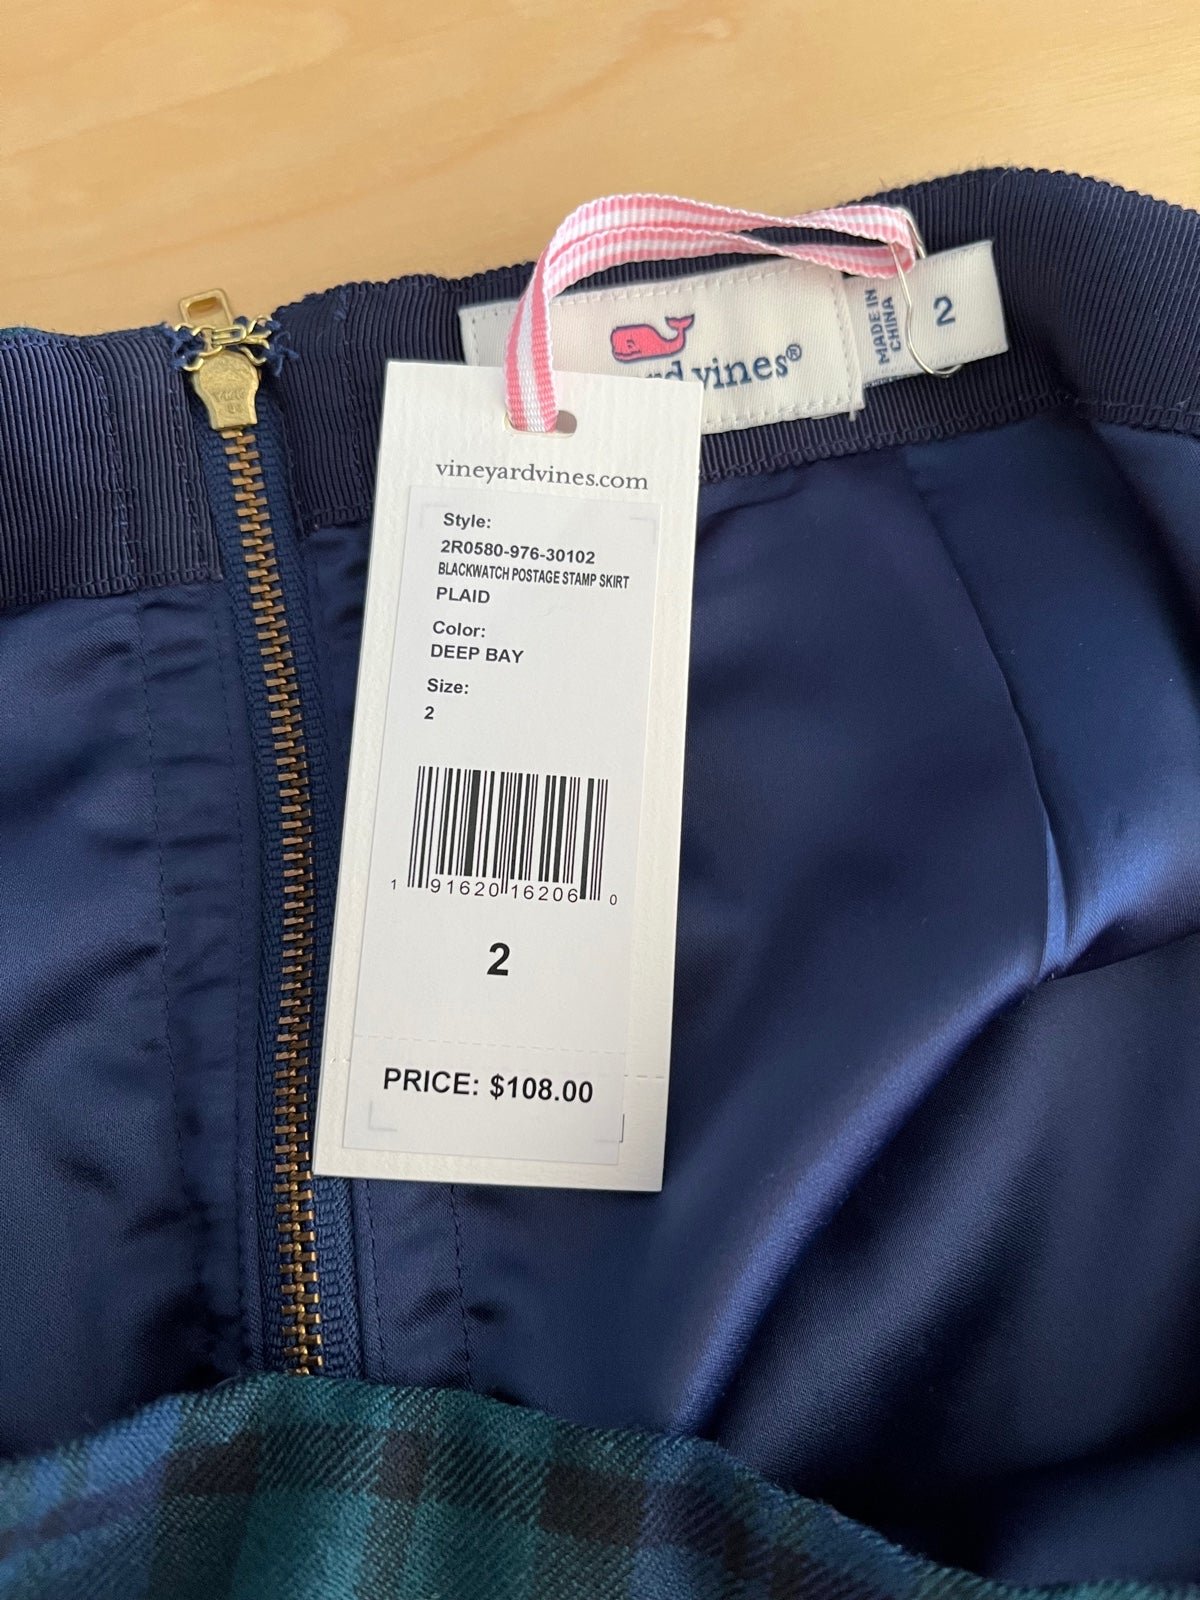 rd vines®
MADE IN
CHINA
2
vineyardvines.com
Style:
2R0580-976-30102
BLACKWATCH POSTAGE STAMP SKIRT
PLAID
Color:
DEEP BAY
Size:
2
1 91620 16206 0
2
PRICE: $108.00